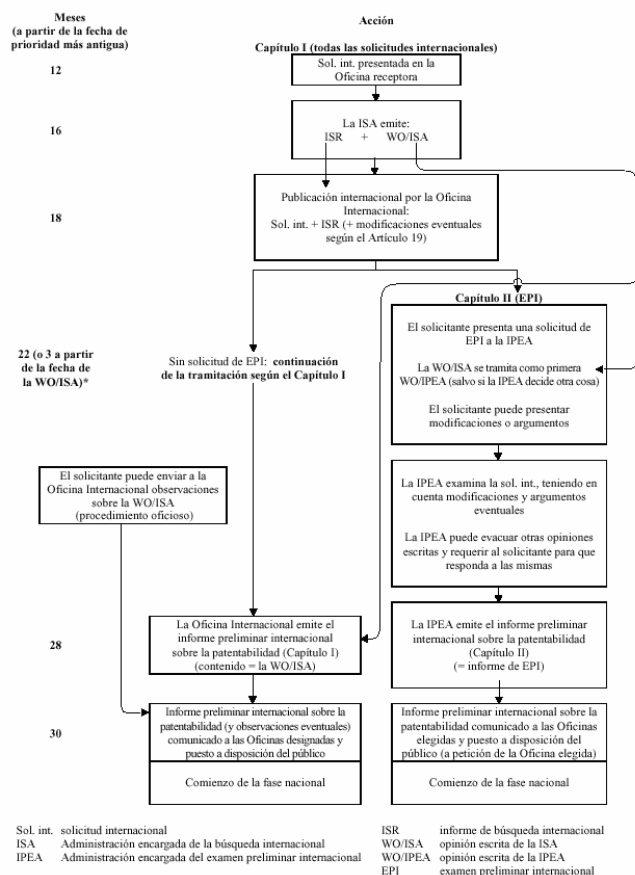 Meses
(a partir de la fecha de
prioridad más antigua)
Acción
Capítulo I (todas las solicitudes internacionales)
12
Sol. int. presentada en la
Oficina receptora
16
La ISA emite:
ISR + WO/ISA
18
Publicación internacional por la Oficina
Internacional:
Sol. int. + ISR (+ modificaciones eventuales
según el Artículo 19)
Capítulo II (EPI)
22 (o 3 a partir
de la fecha de
la WO/ISA)*
Sin solicitud de EPI: continuación
de la tramitación según el Capítulo I
El solicitante presenta una solicitud de
EPI a la IPEA
La WO/ISA se tramita como primera
WO/IPEA (salvo si la IPEA decide otra cosa)
El solicitante puede presentar
modificaciones o argumentos
El solicitante puede enviar a la
Oficina Internacional observaciones
sobre la WO/ISA
(procedimiento oficioso)
La IPEA examina la sol. int., teniendo en
cuenta modificaciones y argumentos
eventuales
La IPEA puede evacuar otras opiniones
escritas y requerir al solicitante para que
responda a las mismas
28
La Oficina Internacional emite el
informe preliminar internacional
sobre la patentabilidad (Capítulo I)
(contenido = la WO/ISA)
La IPEA emite el informe preliminar
internacional sobre la patentabilidad
(Capítulo II)
(= informe de EPI)
30
Informe preliminar internacional sobre la
patentabilidad (y observaciones eventuales)
comunicado a las Oficinas designadas y
puesto a disposición del público
Comienzo de la fase nacional
Informe preliminar internacional sobre la
patentabilidad comunicado a las Oficinas
elegidas y puesto a disposición del
público (a petición de la Oficina elegida)
Comienzo de la fase nacional
Sol. int. solicitud internacional
ISA Administración encargada de la búsqueda internacional
IPEA Administración encargada del examen preliminar internacional
ISR informe de búsqueda internacional
WO/ISA opinión escrita de la ISA
WO/IPEA opinión escrita de la IPEA
EPI examen preliminar internacional